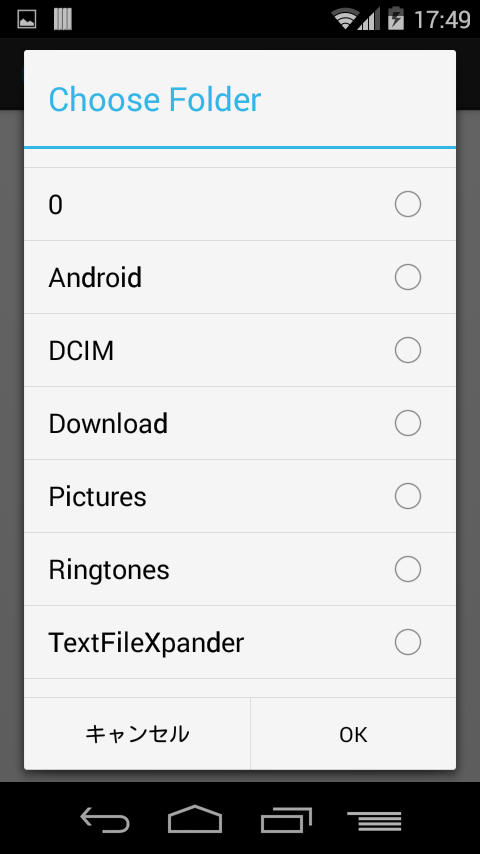 17:49
Choose Folder
0
Android
DCIM
Download
Pictures
Ringtones
TextFileXpander
キャンセル
OK